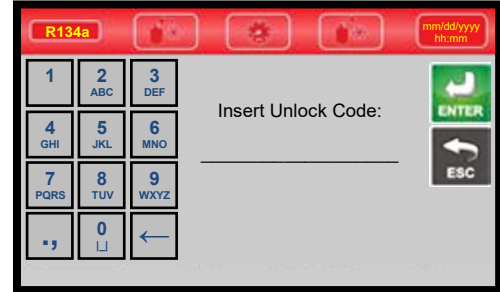 R134a
mm/dd/yyyy
hh:mm
1 2 3
ABC DEF
Insert Unlock Code:
ENTER
4 5 6
GHI JKL MNO
ESC
7 8 9
PQRS TUV WXYZ
., 0 ←